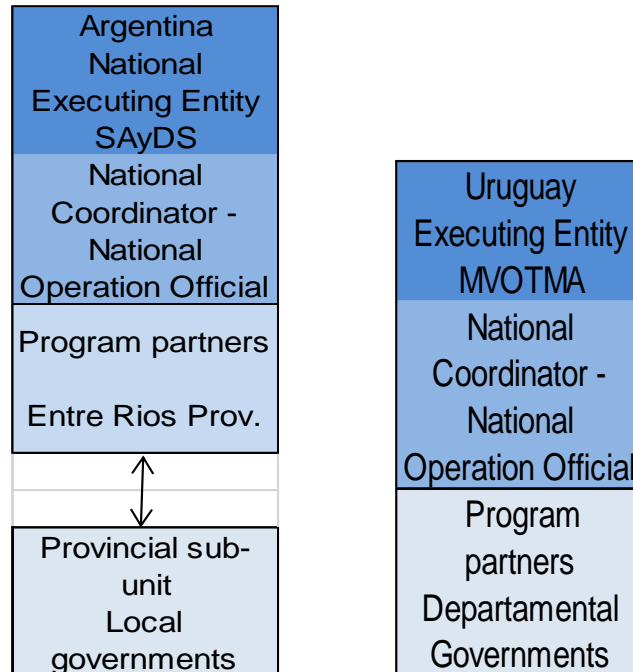 Argentina
National
Executing Entity
SAyDS
National
Coordinator -
National
Operation Official
Program partners
Entre Rios Prov.
Provincial sub-
unit
Local
governments
Uruguay
Executing Entity
MVOTMA
National
Coordinator -
National
Operation Official
Program
partners
Departamental
Governments